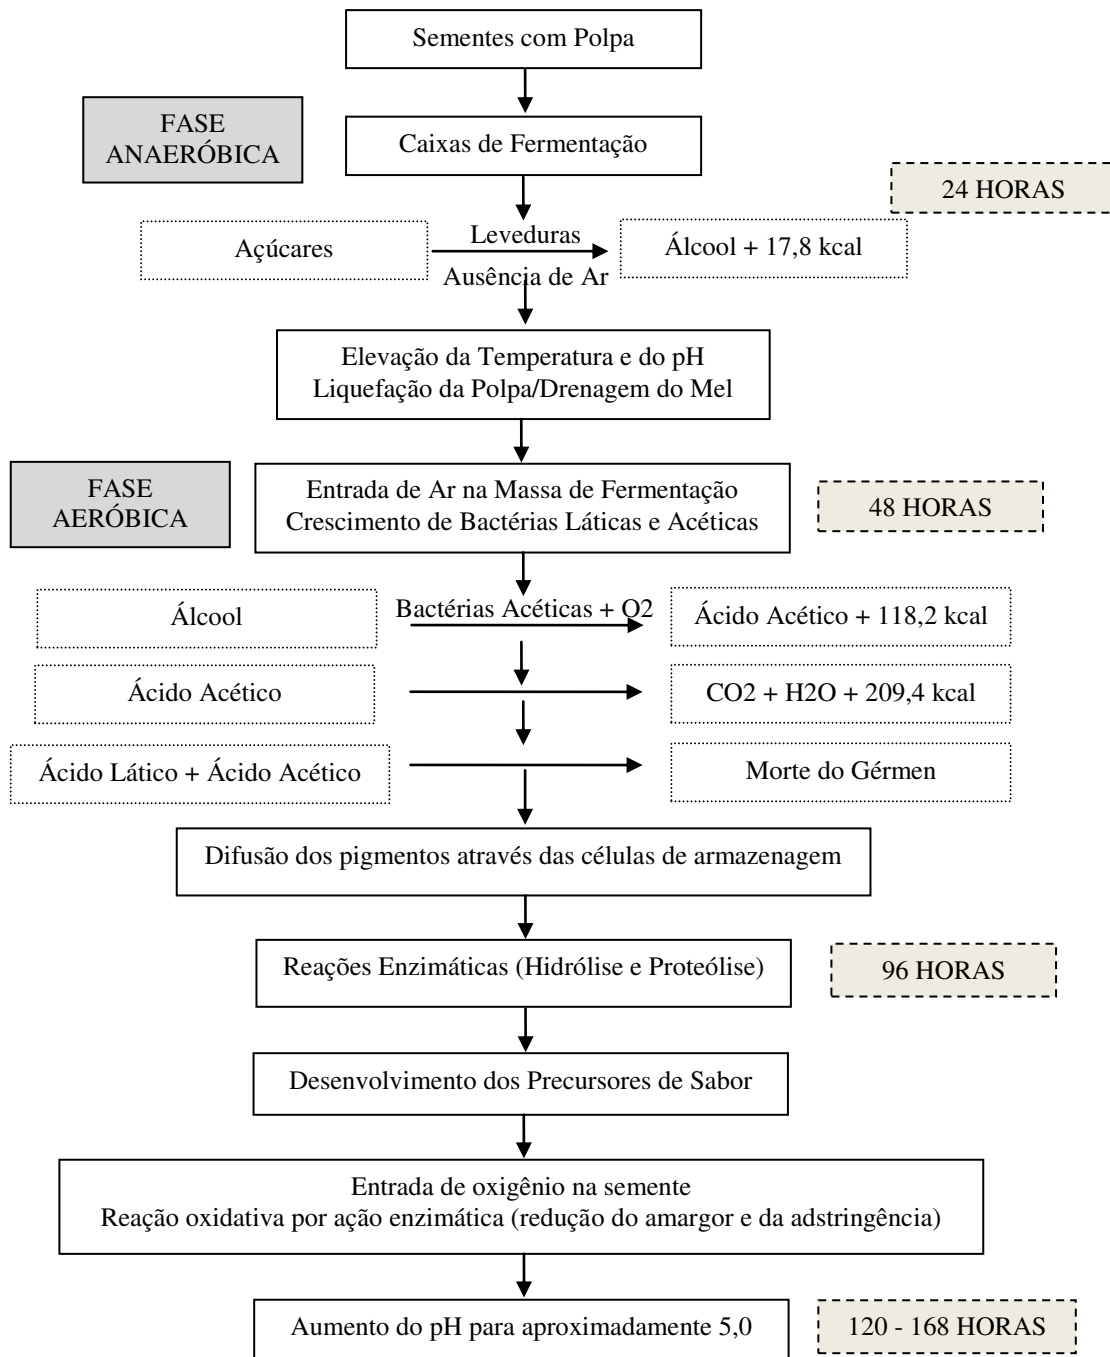 Sementes com Polpa
FASE
ANAERÓBICA
Caixas de Fermentação
24 HORAS
Açúcares
Leveduras
Ausência de Ar
Álcool + 17,8 kcal
Elevação da Temperatura e do pH
Liquefação da Polpa/Drenagem do Mel
FASE
AERÓBICA
Entrada de Ar na Massa de Fermentação
Crescimento de Bactérias Láticas e Acéticas
48 HORAS
Álcool
Bactérias Acéticas + O2
Ácido Acético + 118,2 kcal
Ácido Acético
CO2 + H2O + 209,4 kcal
Ácido Lático + Ácido Acético
Morte do Gérmen
Difusão dos pigmentos através das células de armazenagem
Reações Enzimáticas (Hidrólise e Proteólise)
96 HORAS
Desenvolvimento dos Precursores de Sabor
Entrada de oxigênio na semente
Reação oxidativa por ação enzimática (redução do amargor e da adstringência)
Aumento do pH para aproximadamente 5,0
120 - 168 HORAS